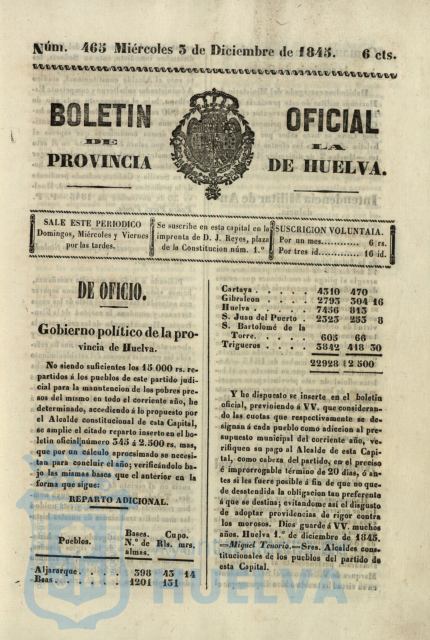 Núm. 465 Miércoles 3 de Diciembre de 1845. 6 cts.
BOLETIN OFICIAL
DE LA
PROVINCIA DE HUELVA.
SALE ESTE PERIODICO
Domingos, Miércoles y Viernes
por las tardes.
Se suscribe en esta capital en la
imprenta de D. J. Reyes, plaza
de la Constitucion núm. 1.º
SUSCRICION VOLUNTAIA.
Por un mes............ 6 rs.
Por tres id............ 16 id.
DE OFICIO.
Gobierno político de la pro-
vincia de Huelva.
No siendo suficientes los 15.000 rs. re-
partidos á los pueblos de este partido judi-
cial para la manutencion de los pobres pre-
sos del mismo en todo el corriente año, he
determinado, accediendo á lo propuesto por
el Alcalde constitucional de esta Capital,
se amplie el citado reparto inserto en el bo-
letin oficial número 345 á 2.500 rs. mas,
que por un cálculo aprocsimado se necesi-
tan para concluir el año; verificándolo ba-
jo las mismas bases que el anterior en la
forma que sigue:
REPARTO ADICIONAL.
Pueblos.
Bases.
N.º de
almas.
Cupo.
Rls. mrs.
Aljaraque. . . . 398 43 14
Beas. . . . . 1201 131
Cartaya . . . . . 4310 470
Gibraleon . . . . 2793 304 16
Huelva . . . . . 7456 813
S. Juan del Puerto . 2323 253 8
S. Bartolomé de la
Torre. . . . . . 605 66
Trigueros . . . . 3842 418 30
22928 2500
Y he dispuesto se inserte en el boletin
oficial, previniendo á VV. que consideran-
do las cuotas que respectivamente se de-
signan á cada pueblo como adiccion al pre-
supuesto municipal del corriente año, ve-
rifiquen su pago al Alcalde de esta Capi-
tal, como cabeza del partido, en el preciso
é improrrogable término de 20 dias, ó an-
tes si les fuere posible á fin de que no que-
de desatendida la obligacion tan preferente
á que se destina; evitándome asi el disgusto
de adoptar providencias de rigor contra
los morosos. Dios guarde á VV. muchos
años. Huelva 1.º de diciembre de 1845.
—Miguel Tenorio.—Sres. Alcaldes cons-
titucionales de los pueblos del partido de
esta Capital.
HUELVA